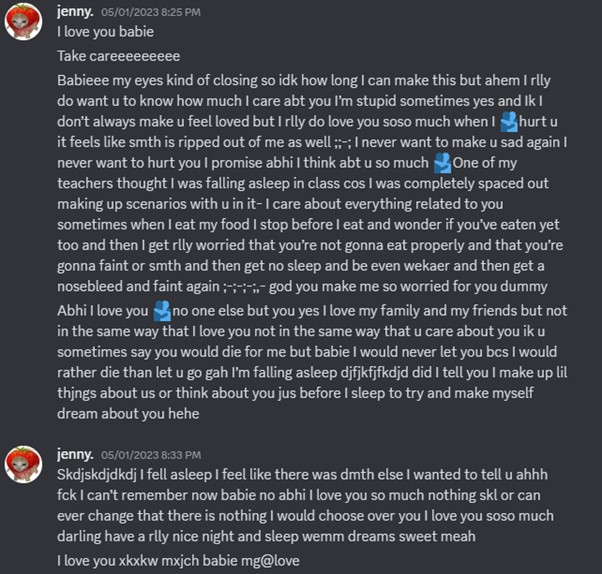 jenny. 05/01/2023 8:25 PM
I love you babie
Take careeeeeeeee
Babieee my eyes kind of closing so idk how long I can make this but ahem I rlly
do want u to know how much I care abt you I'm stupid sometimes yes and Ik I
don't always make u feel loved but I rlly do love you soso much when I hurt u
it feels like smth is ripped out of me as well ;;-; I never want to make u sad again I
never want to hurt you I promise abhi I think abt u so much One of my
teachers thought I was falling asleep in class cos I was completely spaced out
making up scenarios with u in it- I care about everything related to you
sometimes when I eat my food I stop before I eat and wonder if you've eaten yet
too and then I get rlly worried that you're not gonna eat properly and that you're
gonna faint or smth and then get no sleep and be even wekaer and then get a
nosebleed and faint again ;-;-;-;,- god you make me so worried for you dummy
Abhi I love you no one else but you yes I love my family and my friends but not
in the same way that I love you not in the same way that u care about you ik u
sometimes say you would die for me but babie I would never let you bcs I would
rather die than let u go gah I'm falling asleep djfjkfjfkdjd did I tell you I make up lil
thjngs about us or think about you jus before I sleep to try and make myself
dream about you hehe
jenny. 05/01/2023 8:33 PM
Skdjskdjdkdj I fell asleep I feel like there was dmth else I wanted to tell u ahhh
fck I can't remember now babie no abhi I love you so much nothing skl or can
ever change that there is nothing I would choose over you I love you soso much
darling have a rlly nice night and sleep wemm dreams sweet meah
I love you xkxkw mxjch babie mg@love